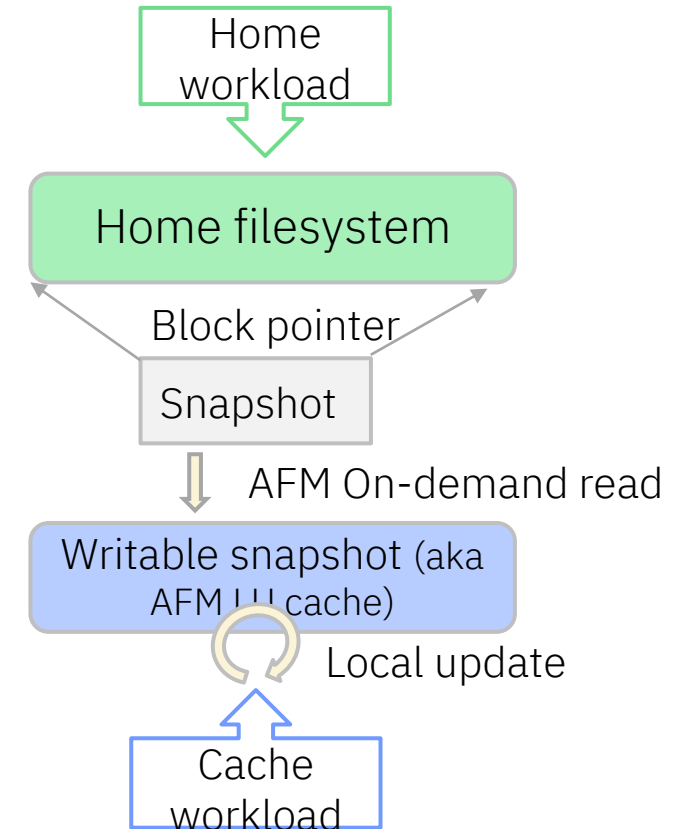 Home
workload
Home filesystem
Block pointer
Snapshot
AFM On-demand read
Writable snapshot (aka
AFM LU cache)
Local update
Cache
workload